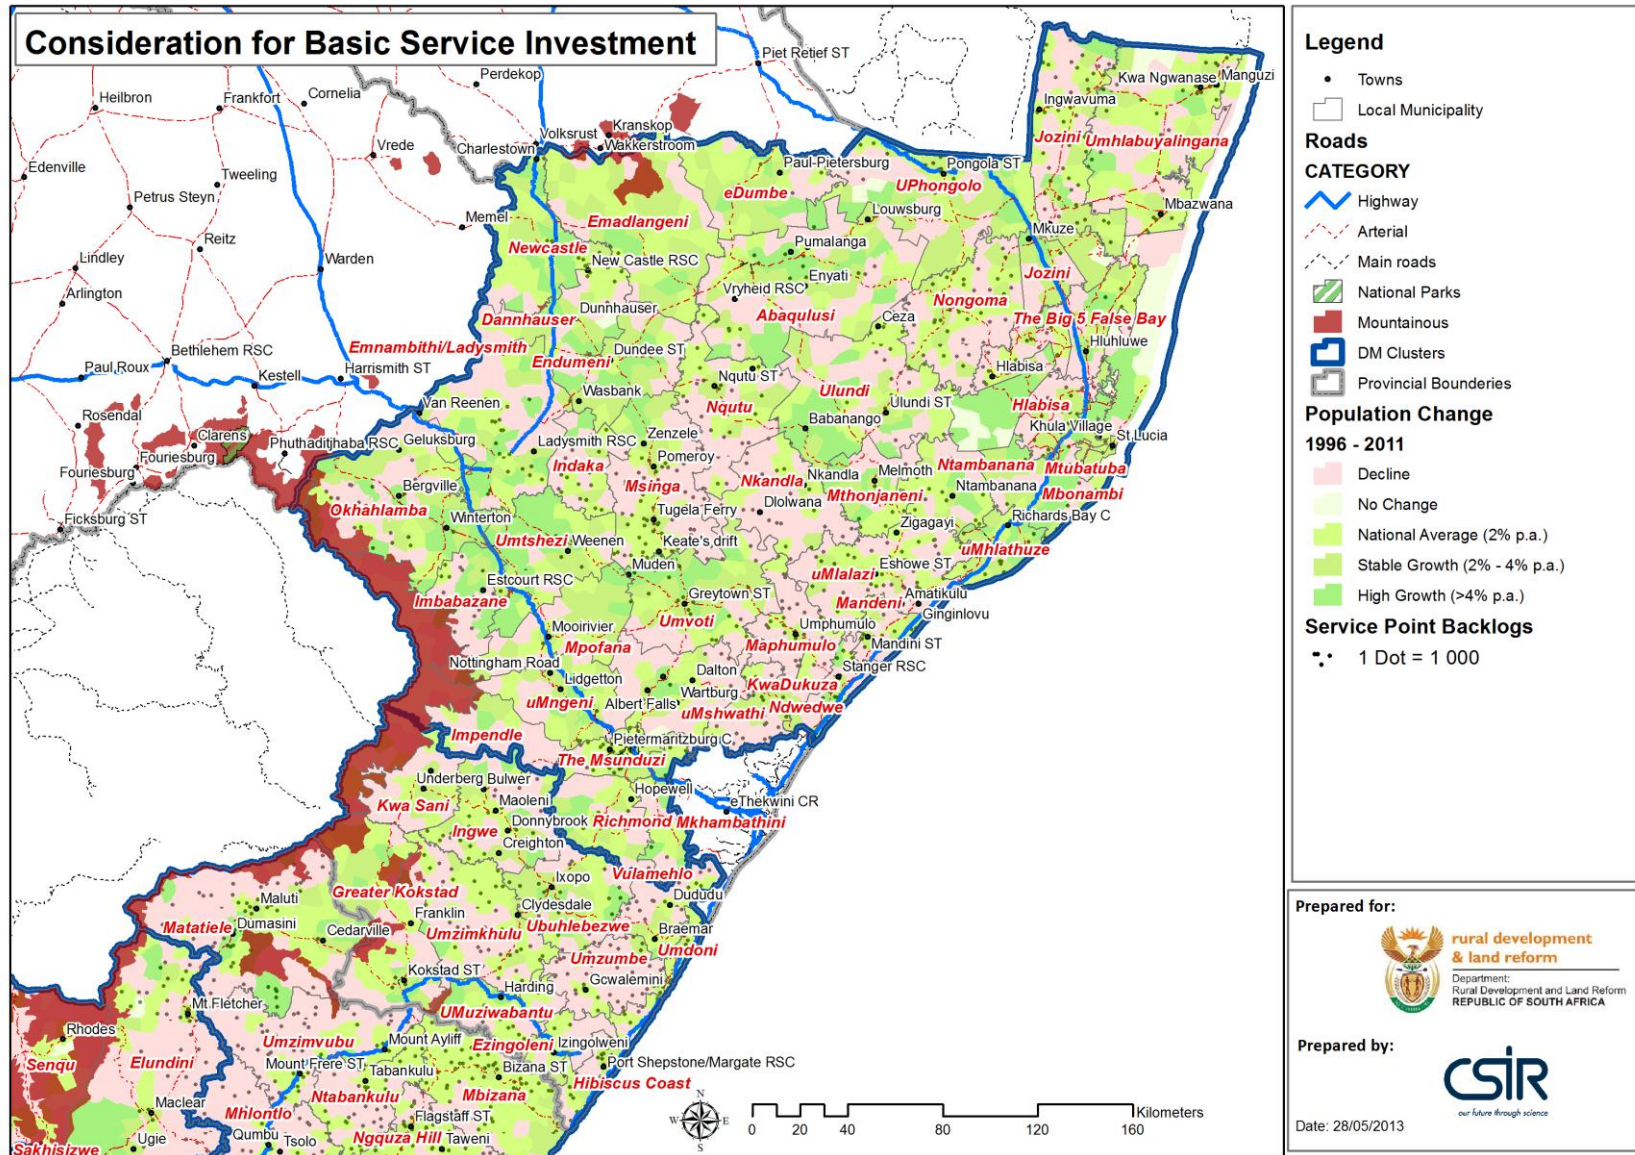 Consideration for Basic Service Investment
Piet Retief ST
Perdekop
Heilbron
Frankfort
Cornelia
Kwa Ngwanase
Manguzi
Ingwavuma
Kranskop
Volksrust
Wakkerstroom
Charlestown
Vrede
Jozini
Umhlabuyalingana
Edenville
Tweeling
Paul Pietersburg
Pongola ST
eDumbe
UPhongolo
Petrus Steyn
Memel
Emadlangeni
Louwsburg
Mbazwana
Reitz
Newcastle
Pumalanga
Mkuze
Lindley
Warden
New Castle RSC
Enyati
Jozini
Arlington
Vryheid RSC
Nongoma
Dunnhauser
Dannhauser
Abaqulusi
Ceza
The Big 5 False Bay
Emnambithi/Ladysmith
Bethlehem RSC
Endumeni
Dundee ST
Hluhluwe
Paul Roux
Kestell
Harrismith ST
Nqutu ST
Hlabisa
Wasbank
Ulundi
Nqutu
Hlabisa
Van Reenen
Ulundi ST
Rosendal
Babanango
Khula Village
Clarens
Phuthaditjhaba RSC
Geluksburg
Ladysmith RSC
Zenzele
St Lucia
Fouriesburg
Fouriesburg
Pomeroy
Indaka
Ntambanana
Mtubatuba
Msinga
Nkandla
Nkandla
Melmoth
Bergville
Mthonjaneni
Ntambanana
Mbonambi
Okhahlamba
Dlolwana
Ficksburg ST
Winterton
Tugela Ferry
Zigagayi
Richards Bay C
Umtshezi
Weenen
Keate's drift
uMhlathuze
Muden
uMlalazi
Eshowe ST
Estcourt RSC
Imbabazane
Greytown ST
Mandeni
Amatikulu
Ginginlovu
Umvoti
Mooirivier
Umphumulo
Mpofana
Maphumulo
Mandini ST
Nottingham Road
Dalton
Stanger RSC
Lidgetton
KwaDukuza
Wartburg
uMngeni
Albert Falls
uMshwathi
Ndwedwe
Impendle
Pietermaritzburg C
The Msunduzi
Underberg
Bulwer
Hopewell
Kwa Sani
Maoleni
eThekwini CR
Donnybrook
Richmond
Mkhambathini
Ingwe
Creighton
Vulamehlo
Ixopo
Greater Kokstad
Dududu
Maluti
Clydesdale
Matatiele
Dumasini
Franklin
Cedarville
Umzimkhulu
Ubuhlebezwe
Braemar
Umdoni
Umzumbe
Kokstad ST
Gcwalemini
Harding
Mt Fletcher
UMuziwabantu
Rhodes
Umzimvubu
Mount Ayliff
Ezingoleni
Izingolweni
Senqu
Elundini
Mount Frere ST
Port Shepstone/Margate RSC
Tabankulu
Bizana ST
Hibiscus Coast
Ntabankulu
Mbizana
Maclear
Mhlontlo
Flagstaff ST
Ugie
Qumbu
Tsolo
Ngquza Hill
Taweni
Sakhisizwe
N
W
E
S
Kilometers
0 20 40 80 120 160
Legend
Towns
Local Municipality
Roads
CATEGORY
Highway
Arterial
Main roads
National Parks
Mountainous
DM Clusters
Provincial Bounderies
Population Change
1996 - 2011
Decline
No Change
National Average (2% p.a.)
Stable Growth (2% - 4% p.a.)
High Growth (>4% p.a.)
Service Point Backlogs
1 Dot = 1 000
Prepared for:
rural development
& land reform
Department:
Rural Development and Land Reform
REPUBLIC OF SOUTH AFRICA
Prepared by:
CSIR
our future through science
Date: 28/05/2013